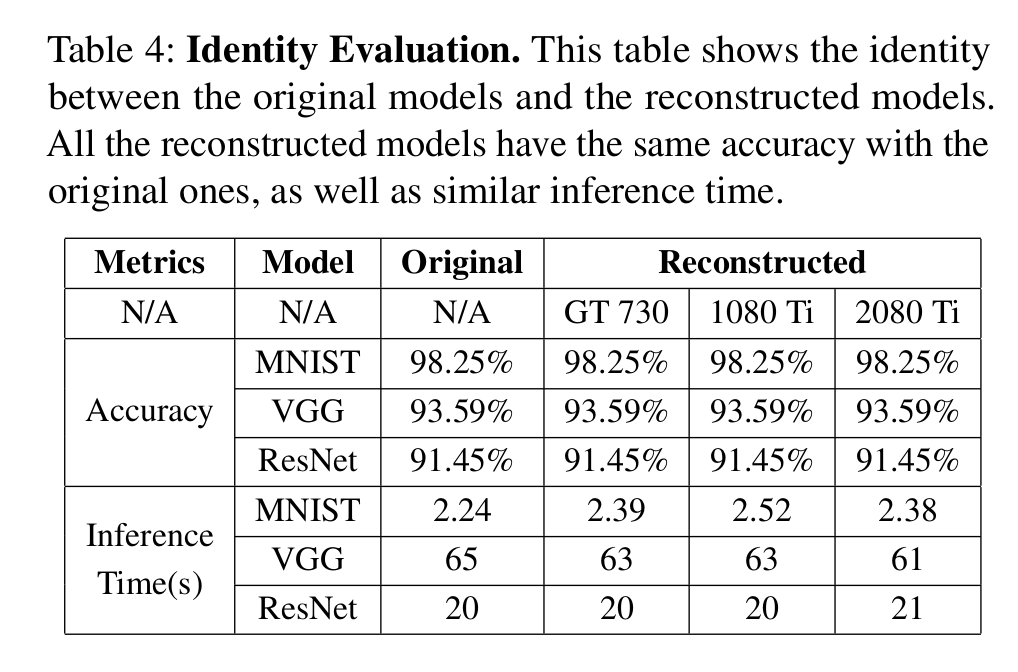 Table 4: Identity Evaluation. This table shows the identity
between the original models and the reconstructed models.
All the reconstructed models have the same accuracy with the
original ones, as well as similar inference time.
Metrics Model Original Reconstructed
N/A N/A N/A GT 730 1080 Ti 2080 Ti
Accuracy
MNIST 98.25% 98.25% 98.25% 98.25%
VGG 93.59% 93.59% 93.59% 93.59%
ResNet 91.45% 91.45% 91.45% 91.45%
Inference
Time(s)
MNIST 2.24 2.39 2.52 2.38
VGG 65 63 63 61
ResNet 20 20 20 21